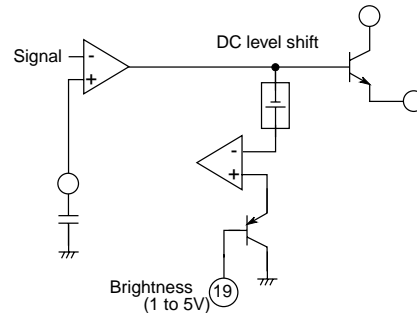 DC level shift
Signal
-
+
-
+
Brightness
(1 to 5V)
19